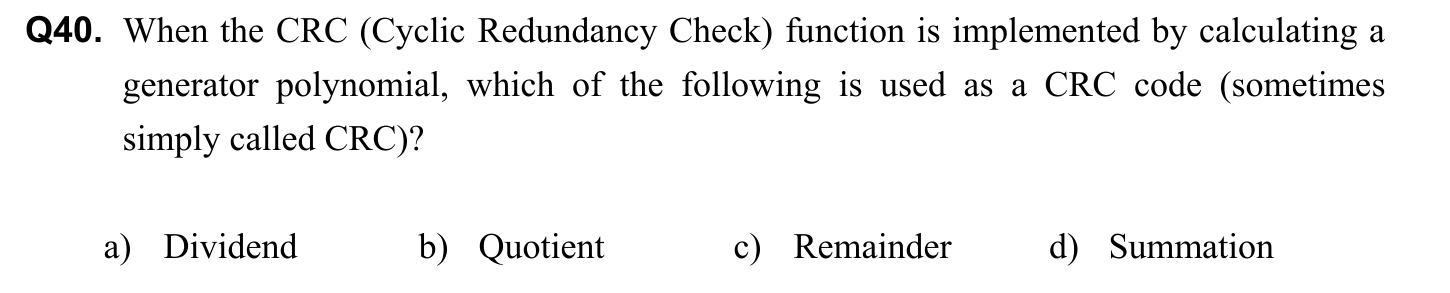 Q40. When the CRC (Cyclic Redundancy Check) function is implemented by calculating a
generator polynomial, which of the following is used as a CRC code (sometimes
simply called CRC)?
a) Dividend b) Quotient c) Remainder d) Summation